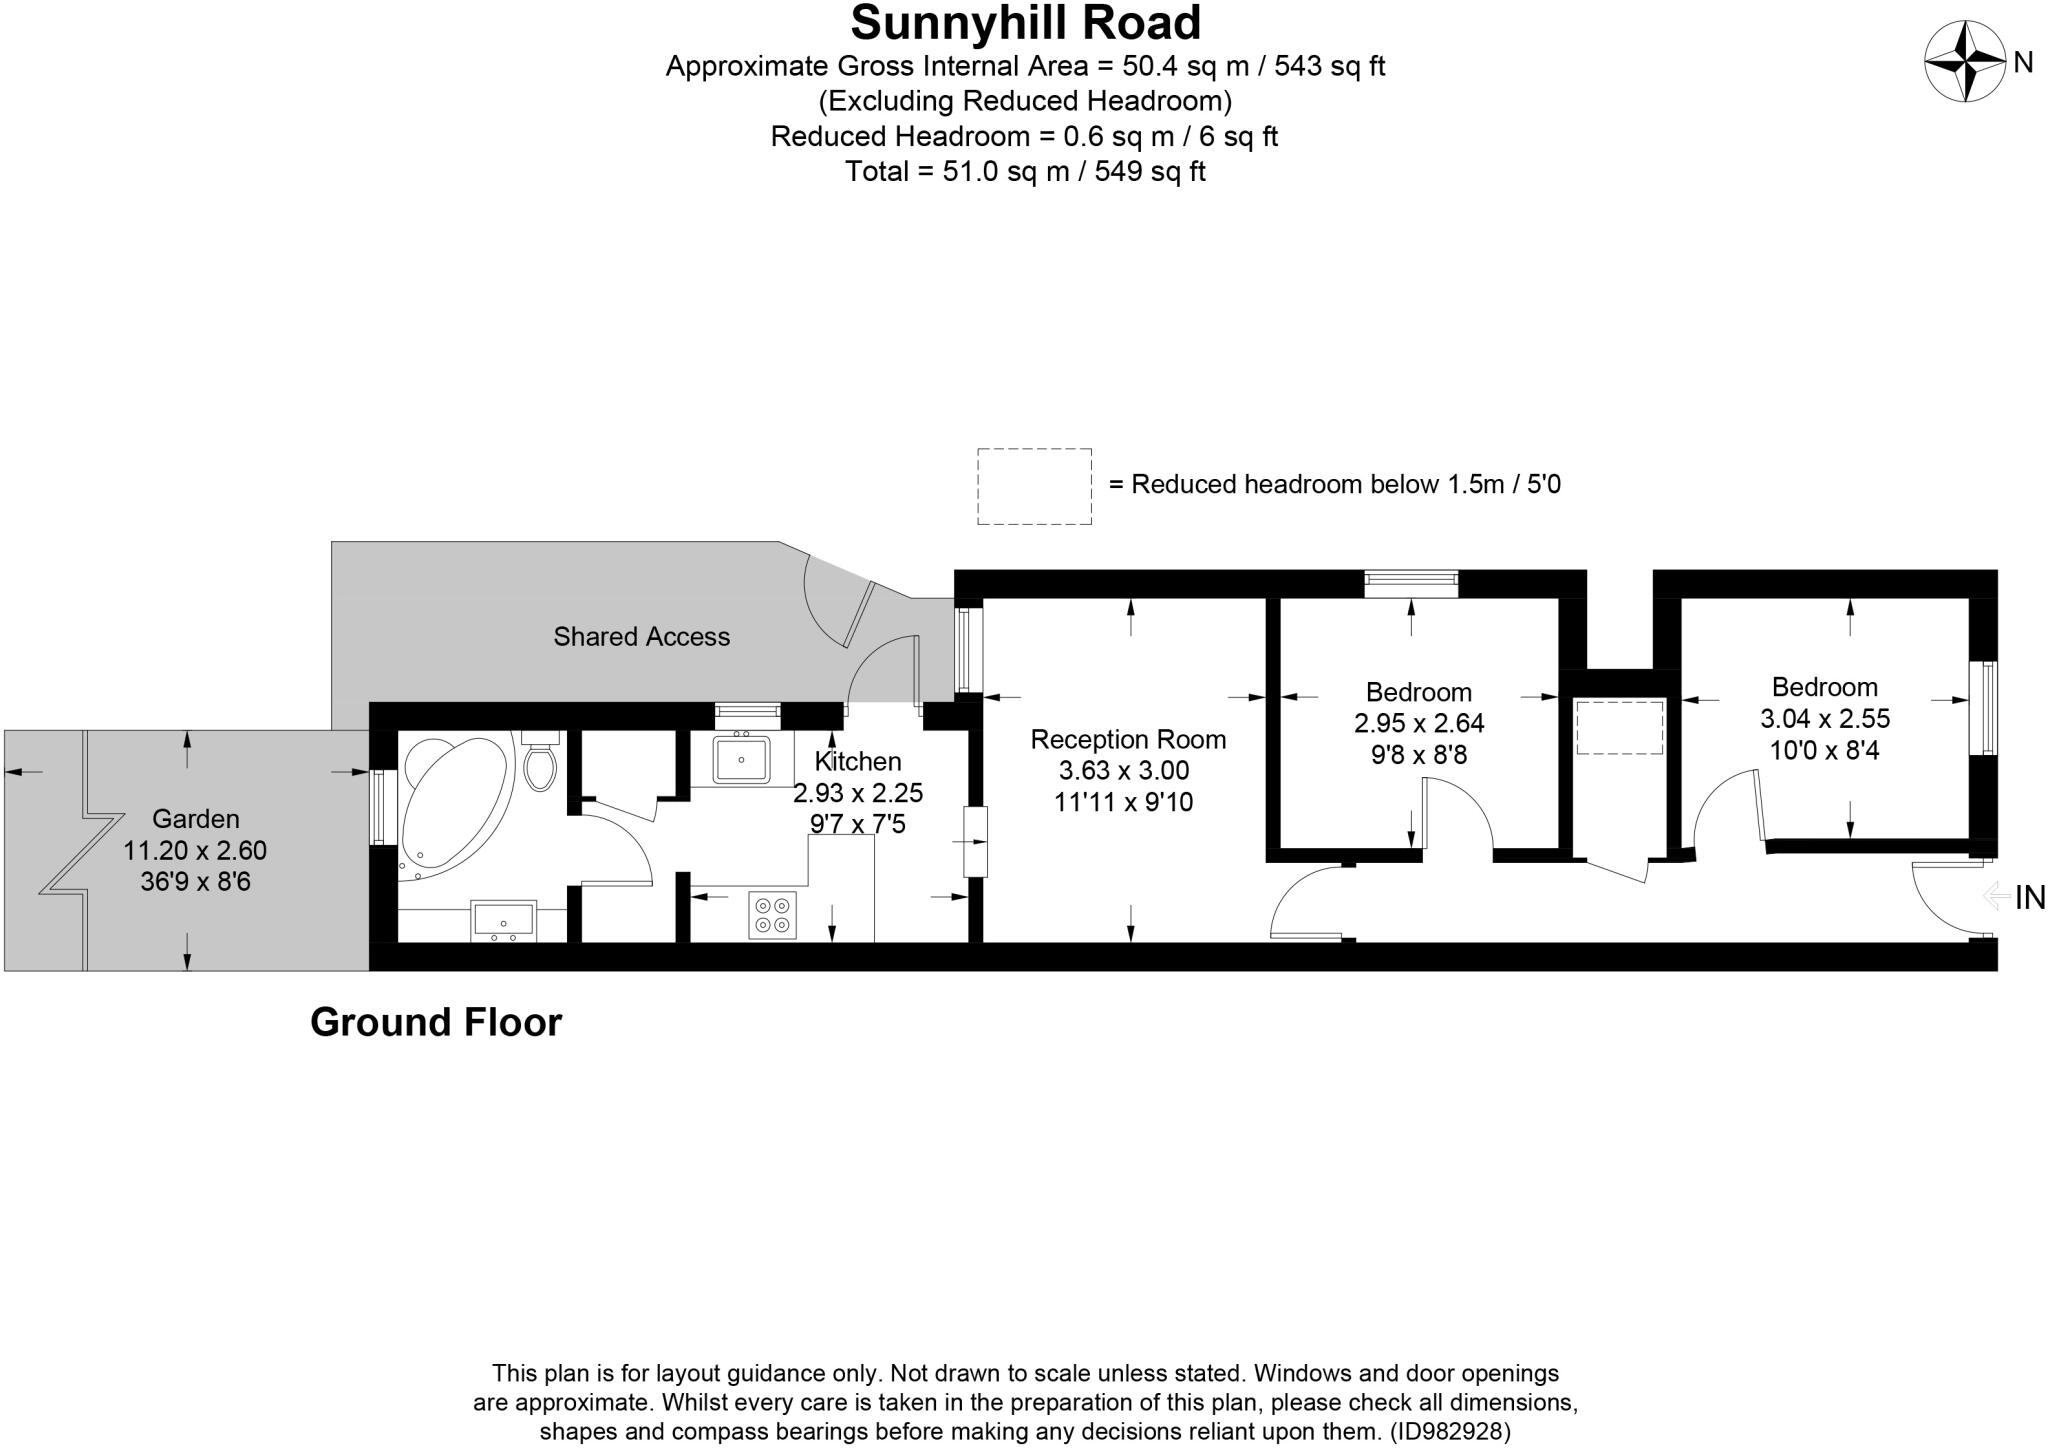 Sunnyhill Road
Approximate Gross Internal Area = 50.4 sq m / 543 sq ft
(Excluding Reduced Headroom)
Reduced Headroom = 0.6 sq m / 6 sq ft
Total = 51.0 sq m / 549 sq ft
N
= Reduced headroom below 1.5m / 5'0
Shared Access
Garden
11.20 x 2.60
36'9 x 8'6
Kitchen
2.93 x 2.25
9'7 x 7'5
Reception Room
3.63 x 3.00
11'11 x 9'10
Bedroom
2.95 x 2.64
9'8 x 8'8
Bedroom
3.04 x 2.55
10'0 x 8'4
IN
Ground Floor
This plan is for layout guidance only. Not drawn to scale unless stated. Windows and door openings
are approximate. Whilst every care is taken in the preparation of this plan, please check all dimensions,
shapes and compass bearings before making any decisions reliant upon them. (ID982928)